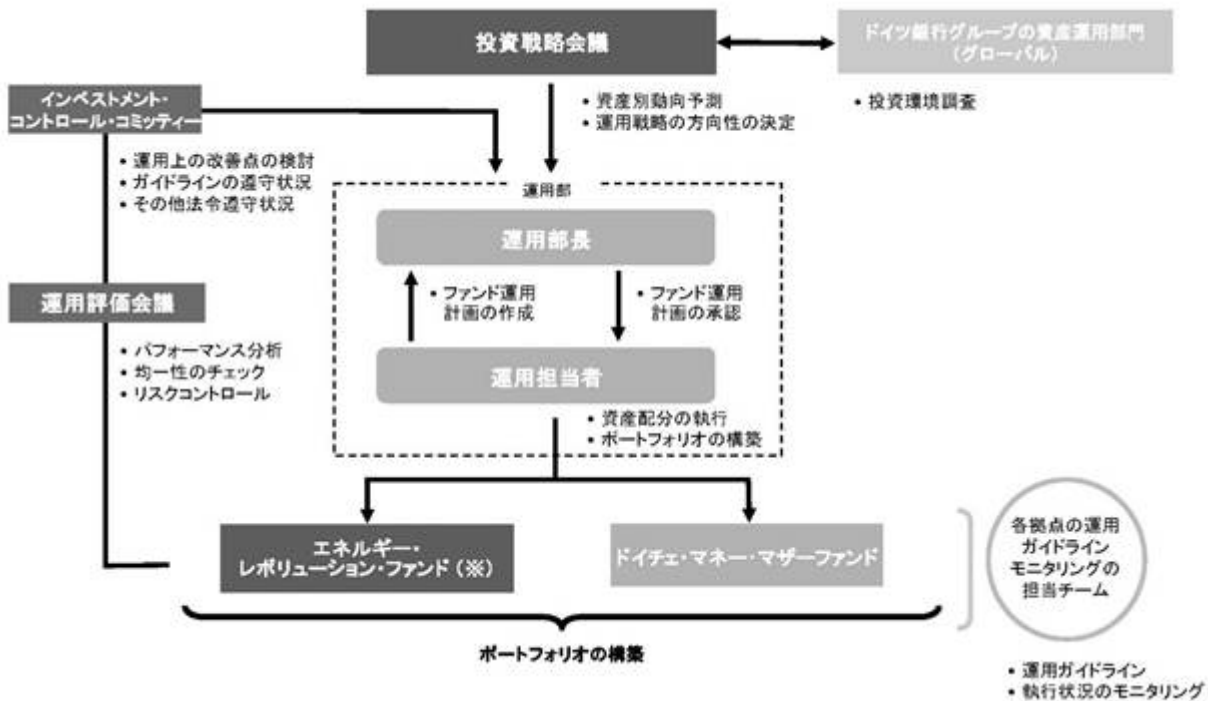 投資戦略会議
ドイツ銀行グループの資産運用部門
(グローバル)
• 資産別動向予測
• 運用戦略の方向性の決定
• 投資環境調査
インベストメント・
コントロール・コミッティー
• 運用上の改善点の検討
• ガイドラインの遵守状況
• その他法令遵守状況
運用部
運用部長
• ファンド運用
計画の作成
• ファンド運用
計画の承認
運用評価会議
• パフォーマンス分析
• 均一性のチェック
• リスクコントロール
運用担当者
• 資産配分の執行
• ポートフォリオの構築
エネルギー・
レボリューション・ファンド(※)
ドイチェ・マネー・マザーファンド
各拠点の運用
ガイドライン
モニタリングの
担当チーム
ポートフォリオの構築
• 運用ガイドライン
• 執行状況のモニタリング